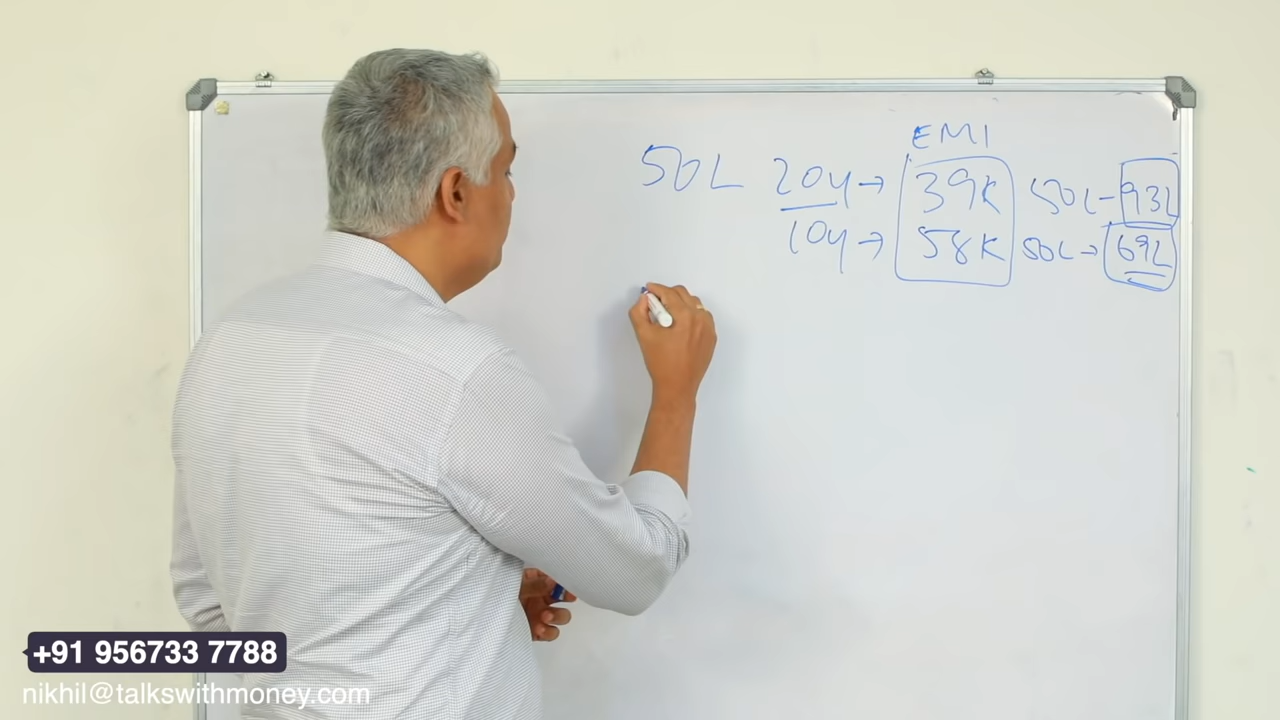 EMI
50L 20y → 39K 50L - 93L
10y → 58K 50L → 69L
+91 956733 7788
nikhil@talkswithmoney.com